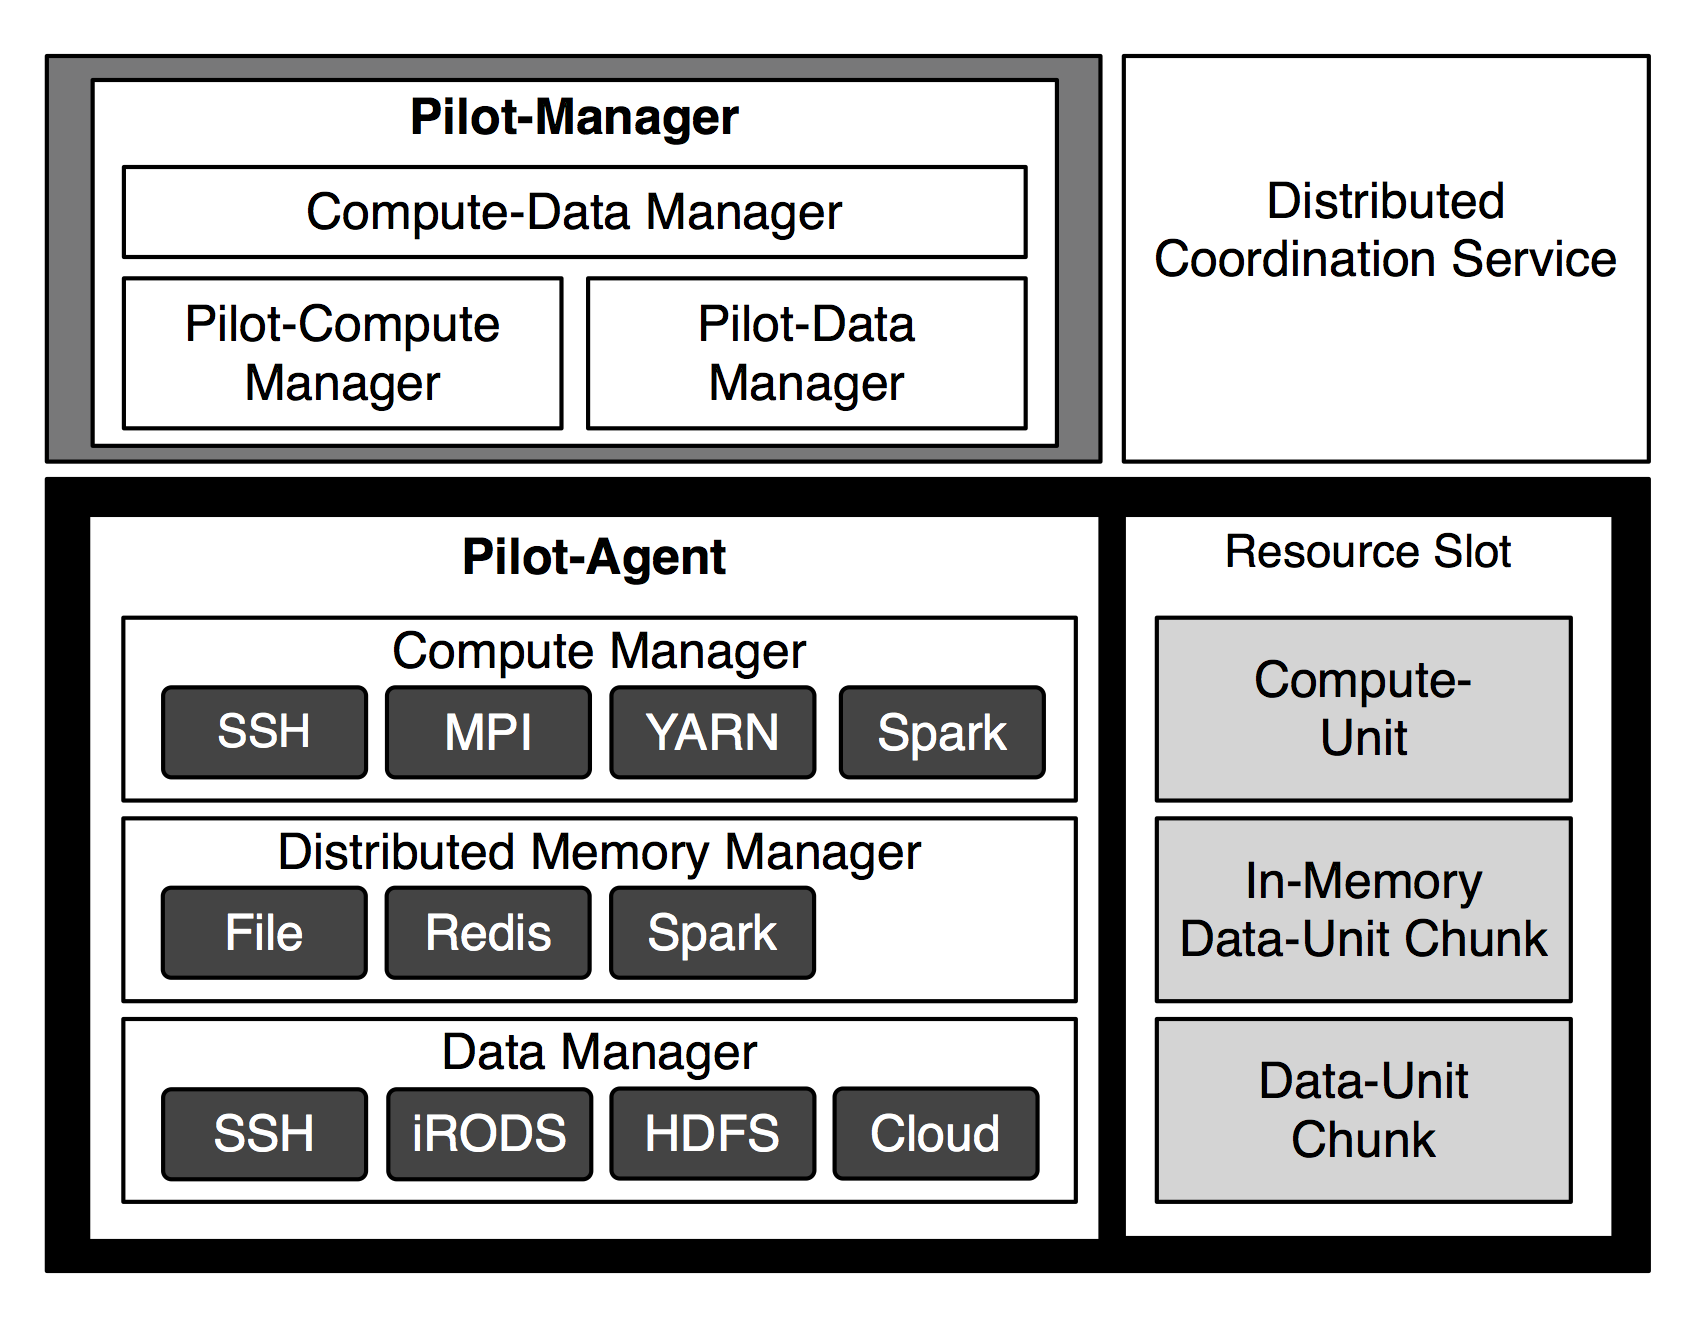 Pilot-Manager
Compute-Data Manager
Pilot-Compute
Manager
Pilot-Data
Manager
Distributed
Coordination Service
Pilot-Agent
Compute Manager
SSH
MPI
YARN
Spark
Distributed Memory Manager
File
Redis
Spark
Data Manager
SSH
iRODS
HDFS
Cloud
Resource Slot
Compute-
Unit
In-Memory
Data-Unit Chunk
Data-Unit
Chunk